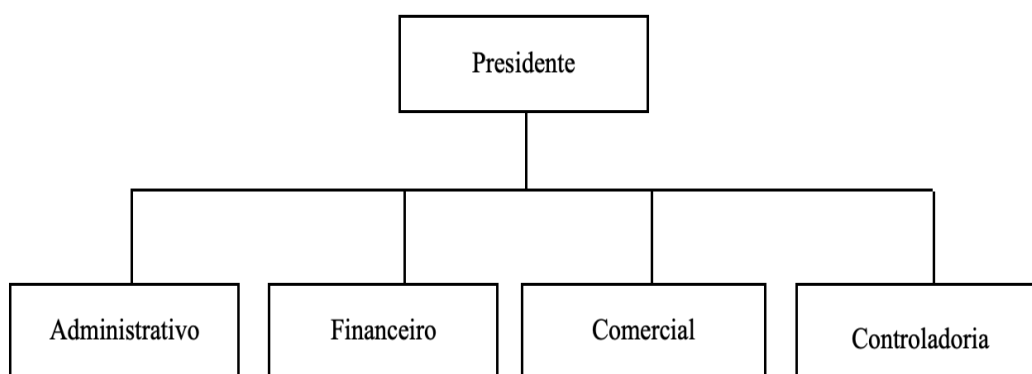 Presidente
Administrativo
Financeiro
Comercial
Controladoria